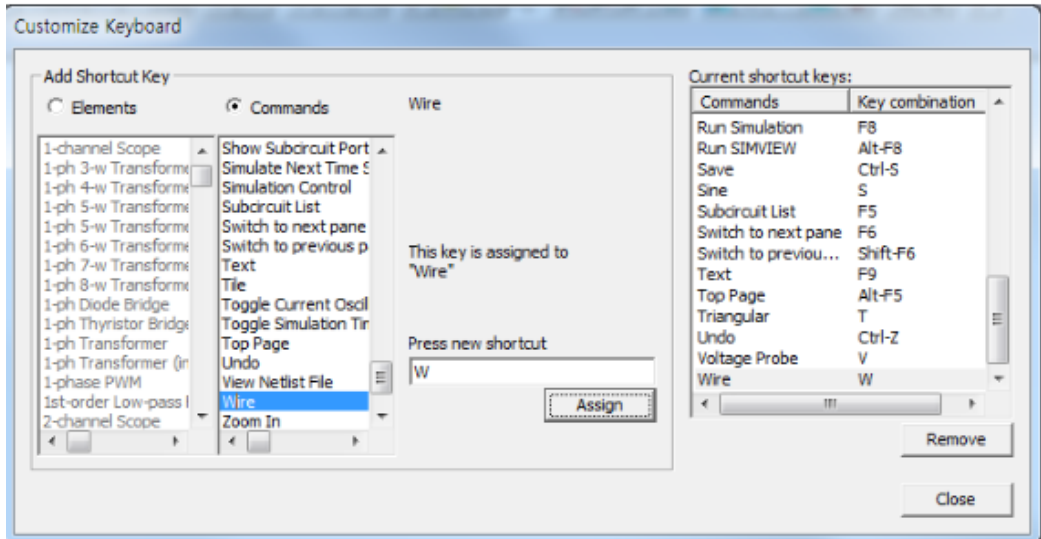 Customize Keyboard
Add Shortcut Key
Elements
Commands
Wire
1-channel Scope
1-ph 3-w Transforme
1-ph 4-w Transforme
1-ph 5-w Transforme
1-ph 5-w Transforme
1-ph 6-w Transforme
1-ph 7-w Transforme
1-ph 8-w Transforme
1-ph Diode Bridge
1-ph Thyristor Bridge
1-ph Transformer
1-ph Transformer (in
1-phase PWM
1st-order Low-pass
2-channel Scope
Show Subcircuit Port
Simulate Next Time S
Simulation Control
Subcircuit List
Switch to next pane
Switch to previous p
Text
Tile
Toggle Current Oscil
Toggle Simulation Tin
Top Page
Undo
View Netlist File
Wire
Zoom In
This key is assigned to
"Wire"
Press new shortcut
W
Assign
Current shortcut keys:
Commands Key combination
Run Simulation F8
Run SIMVIEW Alt-F8
Save Ctrl-S
Sine S
Subcircuit List F5
Switch to next pane F6
Switch to previou... Shift-F6
Text F9
Top Page Alt-F5
Triangular T
Undo Ctrl-Z
Voltage Probe V
Wire W
Remove
Close